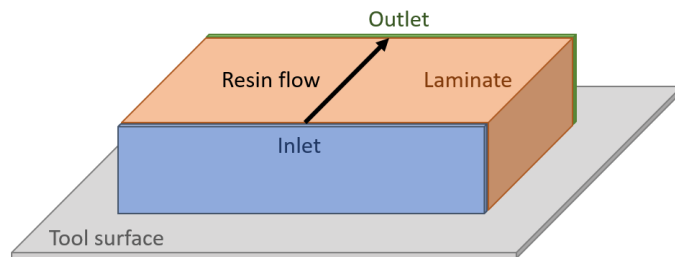 Outlet
Resin flow
Laminate
Inlet
Tool surface